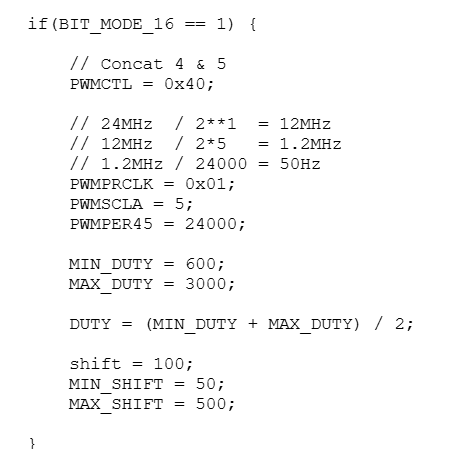 if(BIT_MODE_16 == 1) {
// Concat 4 & 5
PWMCTL = 0x40;
// 24MHz / 2**1 = 12MHz
// 12MHz / 2*5 = 1.2MHz
// 1.2MHz / 24000 = 50Hz
PWMPRCLK = 0x01;
PWMSCLA = 5;
PWMPER45 = 24000;
MIN_DUTY = 600;
MAX_DUTY = 3000;
DUTY = (MIN_DUTY + MAX_DUTY) / 2;
shift = 100;
MIN_SHIFT = 50;
MAX_SHIFT = 500;
}